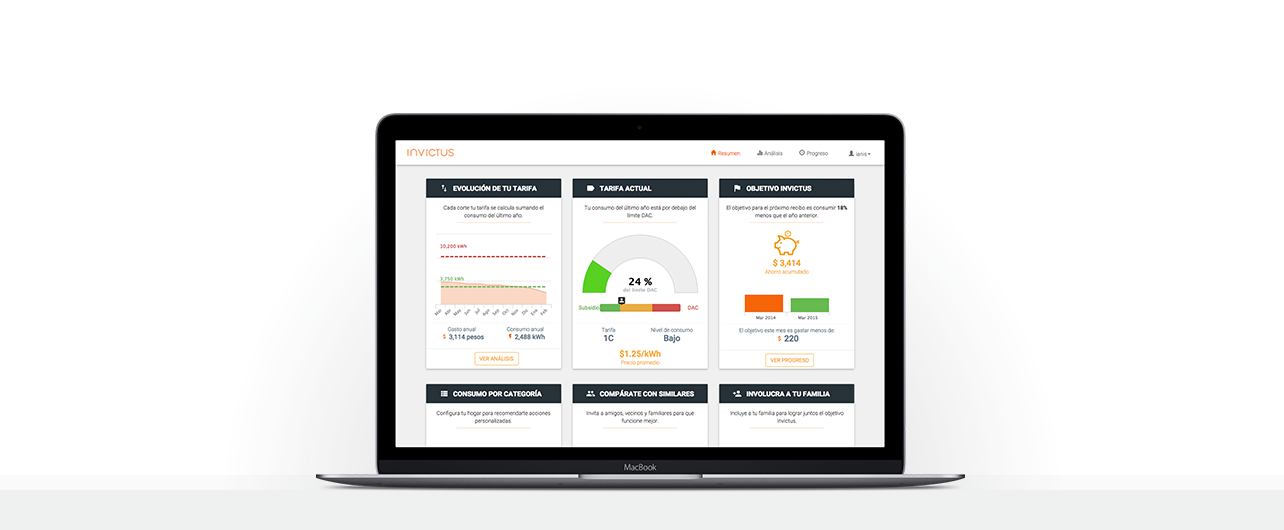 INVICTUS
Resumen
Análisis
Progreso
ianis
EVOLUCIÓN DE TU TARIFA
Cada corte tu tarifa se calcula sumando el
consumo del último año.
10,200 kWh
3,750 kWh
Mar Abr May Jun Jul Ago Sep Oct Nov Dic Ene Feb
Gasto anual
$ 3,114 pesos
Consumo anual
2,488 kWh
VER ANÁLISIS
TARIFA ACTUAL
Tu consumo del último año está por debajo del
límite DAC.
24 %
del límite DAC
Subsidio
DAC
Tarifa
1C
Nivel de consumo
Bajo
$1.25/kWh
Precio promedio
OBJETIVO INVICTUS
El objetivo para el próximo recibo es consumir 18%
menos que el año anterior.
$ 3,414
Ahorro acumulado
Mar 2014
Mar 2015
El objetivo este mes es gastar menos de:
$ 220
VER PROGRESO
CONSUMO POR CATEGORÍA
Configura tu hogar para recomendarte acciones
personalizadas.
COMPÁRATE CON SIMILARES
Invita a amigos, vecinos y familiares para que
funcione mejor.
INVOLUCRA A TU FAMILIA
Incluye a tu familia para lograr juntos el objetivo
invictus.
MacBook